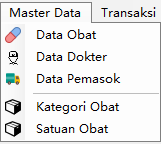 Master Data Transaksi
Data Obat
Data Dokter
Data Pemasok
Kategori Obat
Satuan Obat